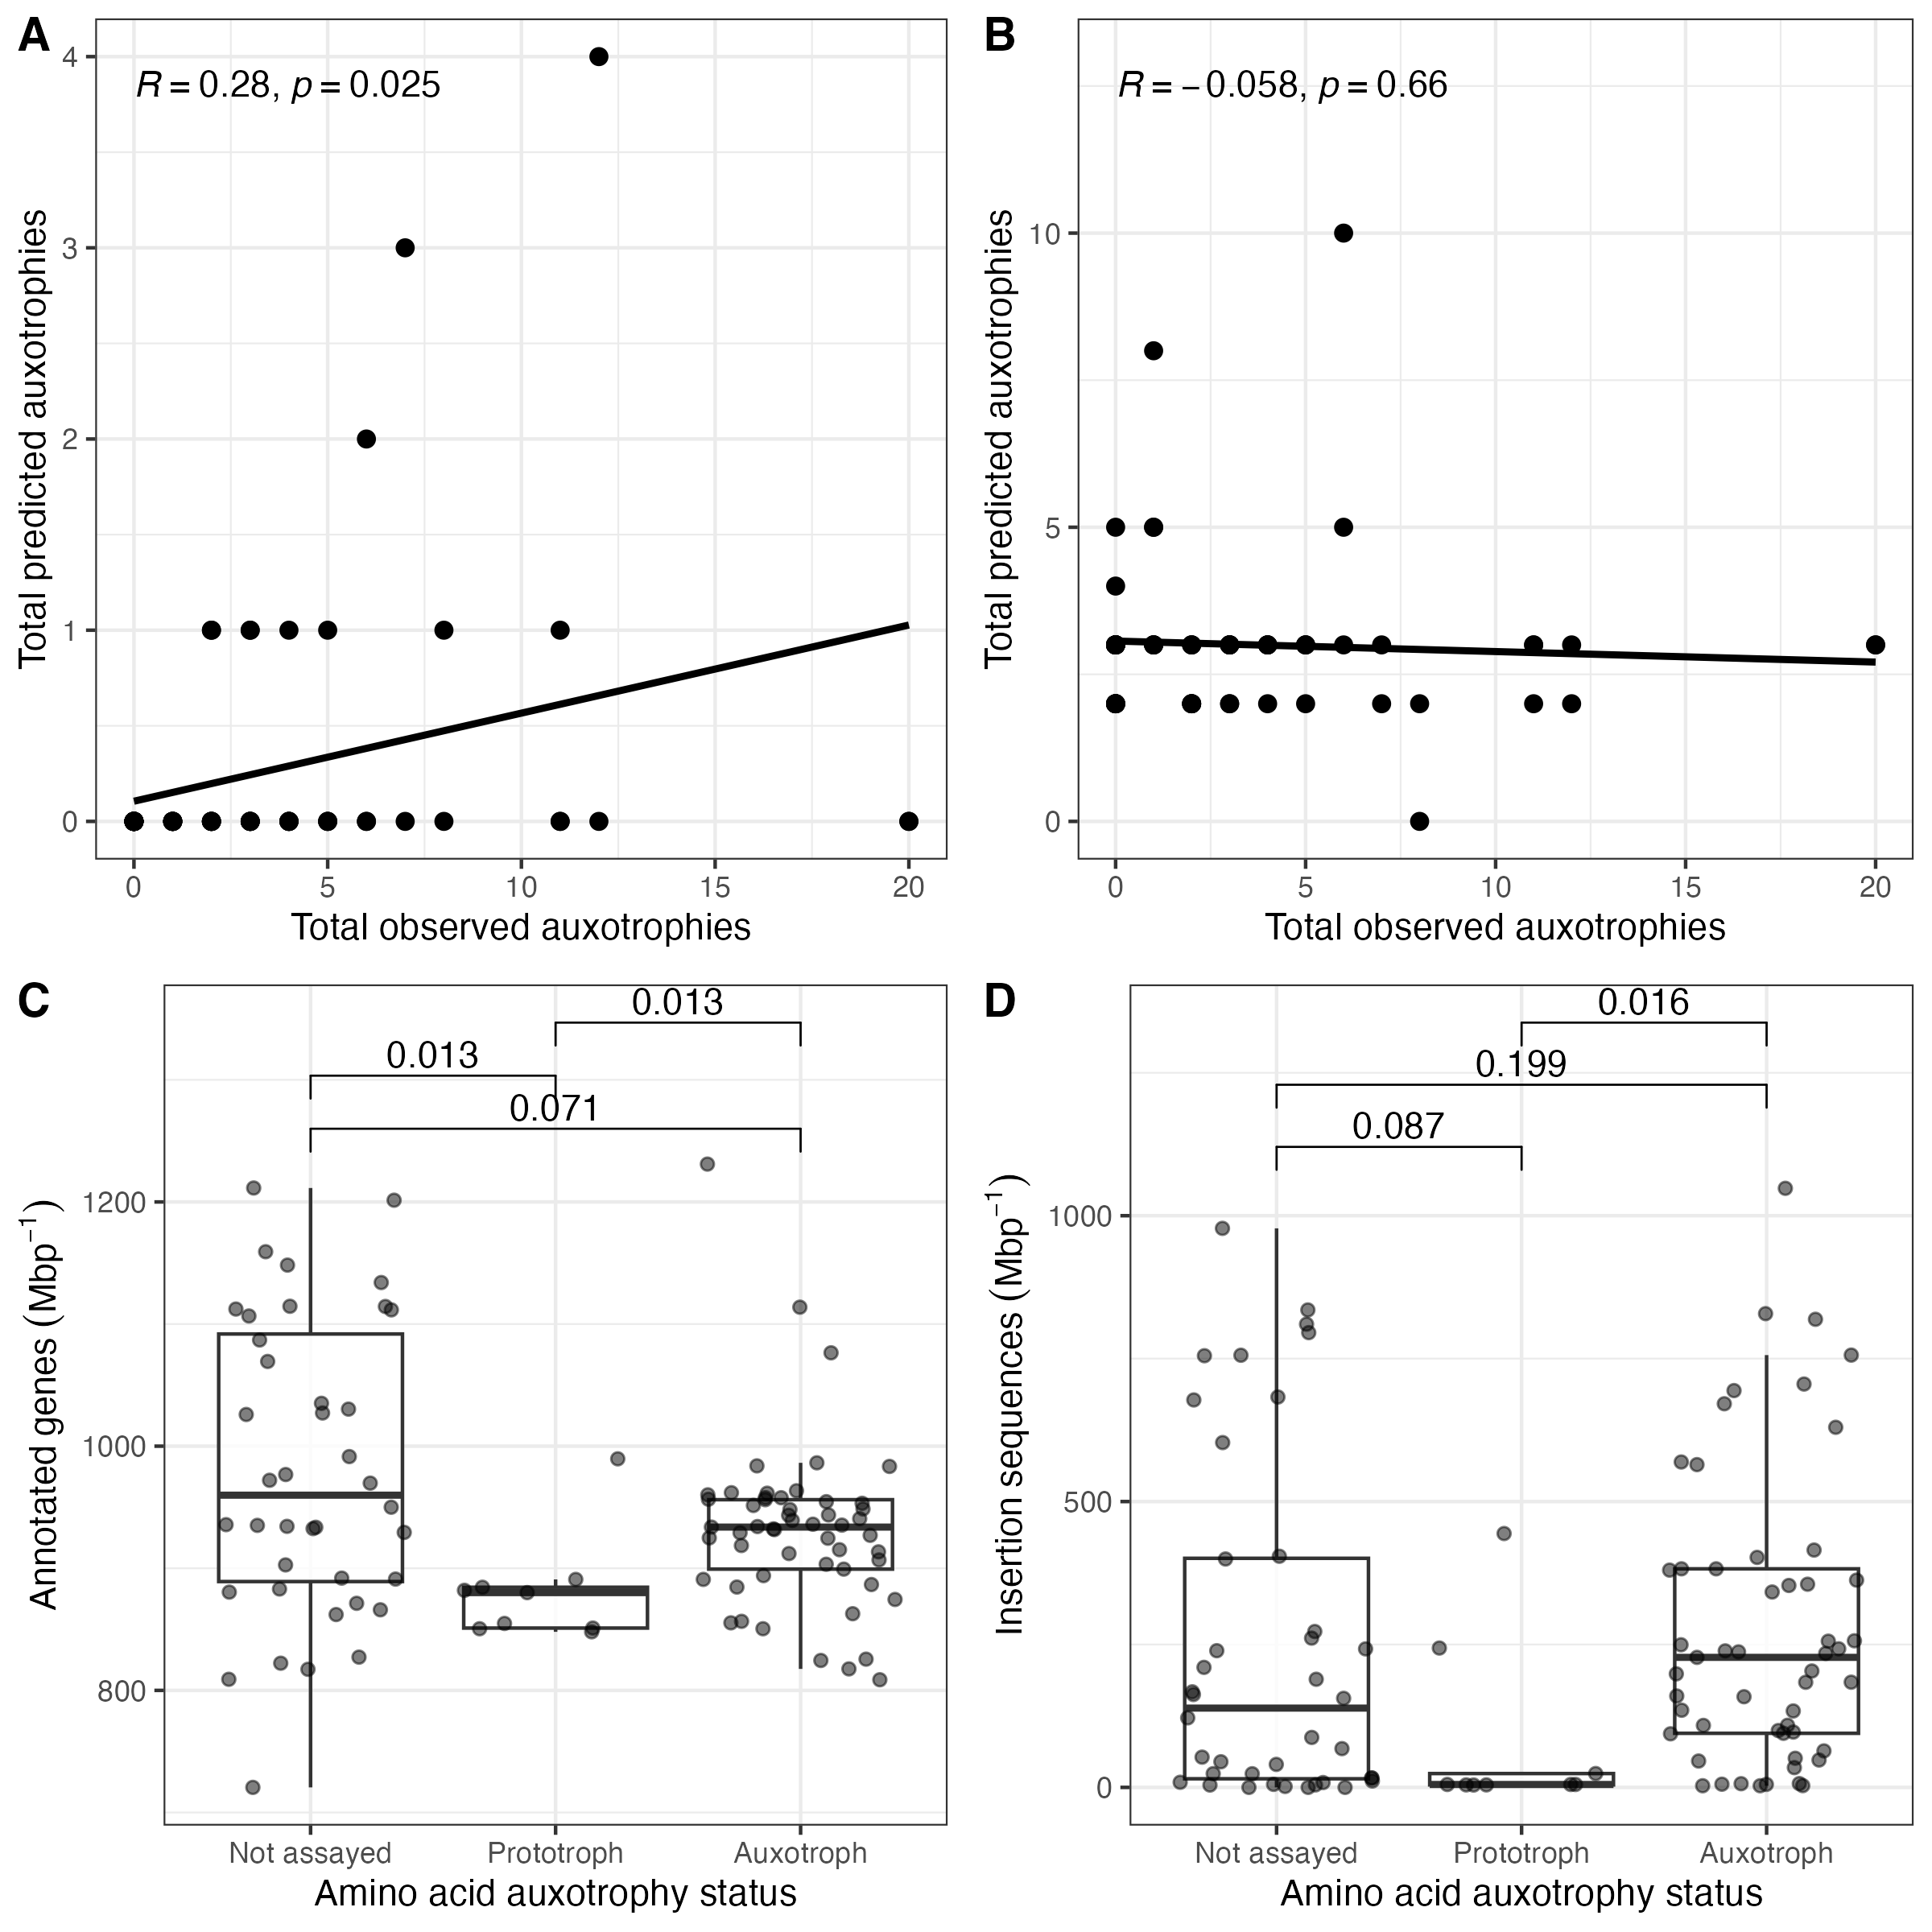 A
R = 0.28, p = 0.025
4
3
2
1
0
Total predicted auxotrophies
0 5 10 15 20
Total observed auxotrophies
B
R = −0.058, p = 0.66
10
5
0
Total predicted auxotrophies
0 5 10 15 20
Total observed auxotrophies
C
0.013
0.013
0.071
1200
1000
800
Annotated genes (Mbp⁻¹)
Not assayed Prototroph Auxotroph
Amino acid auxotrophy status
D
0.016
0.199
0.087
1000
500
0
Insertion sequences (Mbp⁻¹)
Not assayed Prototroph Auxotroph
Amino acid auxotrophy status